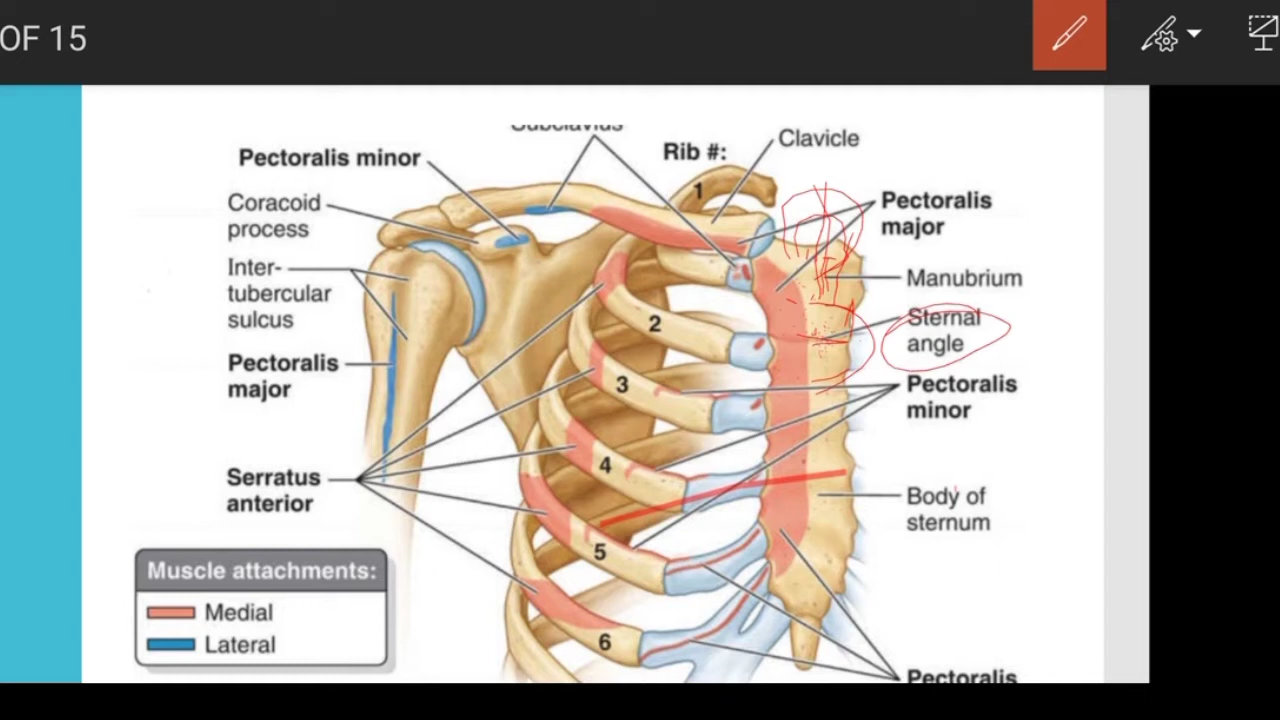 OF 15
Subclavius
Clavicle
Rib #:
Pectoralis minor
1
Coracoid
process
Pectoralis
major
Inter-
tubercular
sulcus
Manubrium
2
Sternal
angle
Pectoralis
major
3
Pectoralis
minor
4
Serratus
anterior
Body of
sternum
5
Muscle attachments:
Medial
Lateral
6
Pectoralis